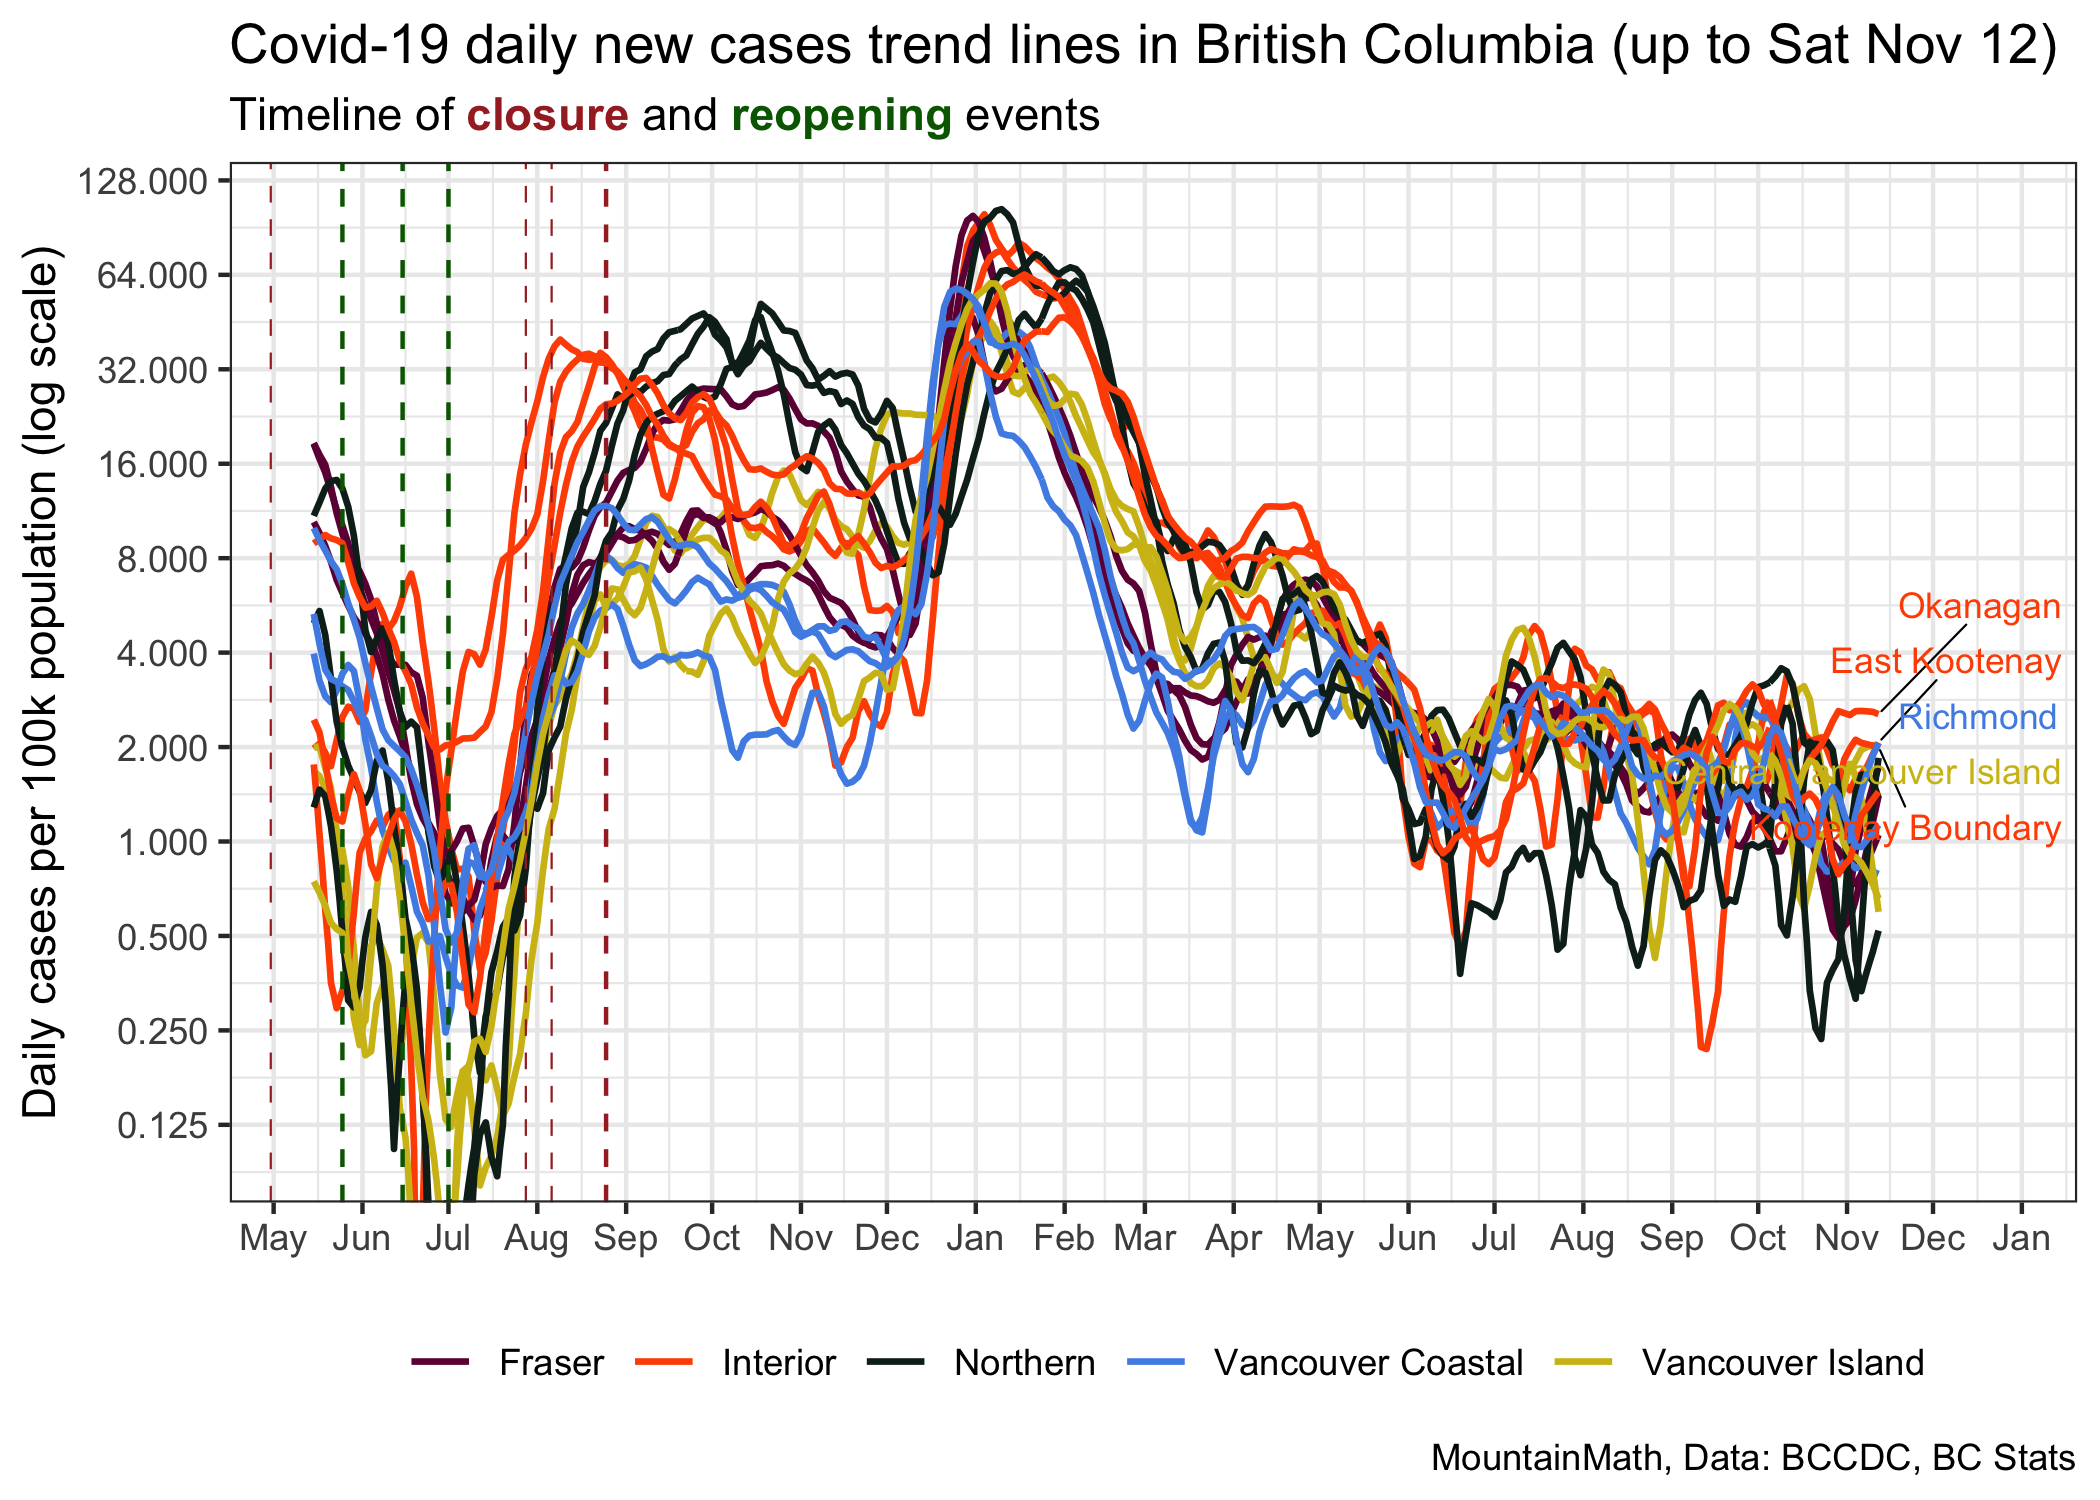 Covid-19 daily new cases trend lines in British Columbia (up to Sat Nov 12)
Timeline of closure and reopening events
Daily cases per 100k population (log scale)
128.000
64.000
32.000
16.000
8.000
4.000
2.000
1.000
0.500
0.250
0.125
Okanagan
East Kootenay
Richmond
Central Vancouver Island
Kootenay Boundary
May Jun Jul Aug Sep Oct Nov Dec Jan Feb Mar Apr May Jun Jul Aug Sep Oct Nov Dec Jan
Fraser Interior Northern Vancouver Coastal Vancouver Island
MountainMath, Data: BCCDC, BC Stats